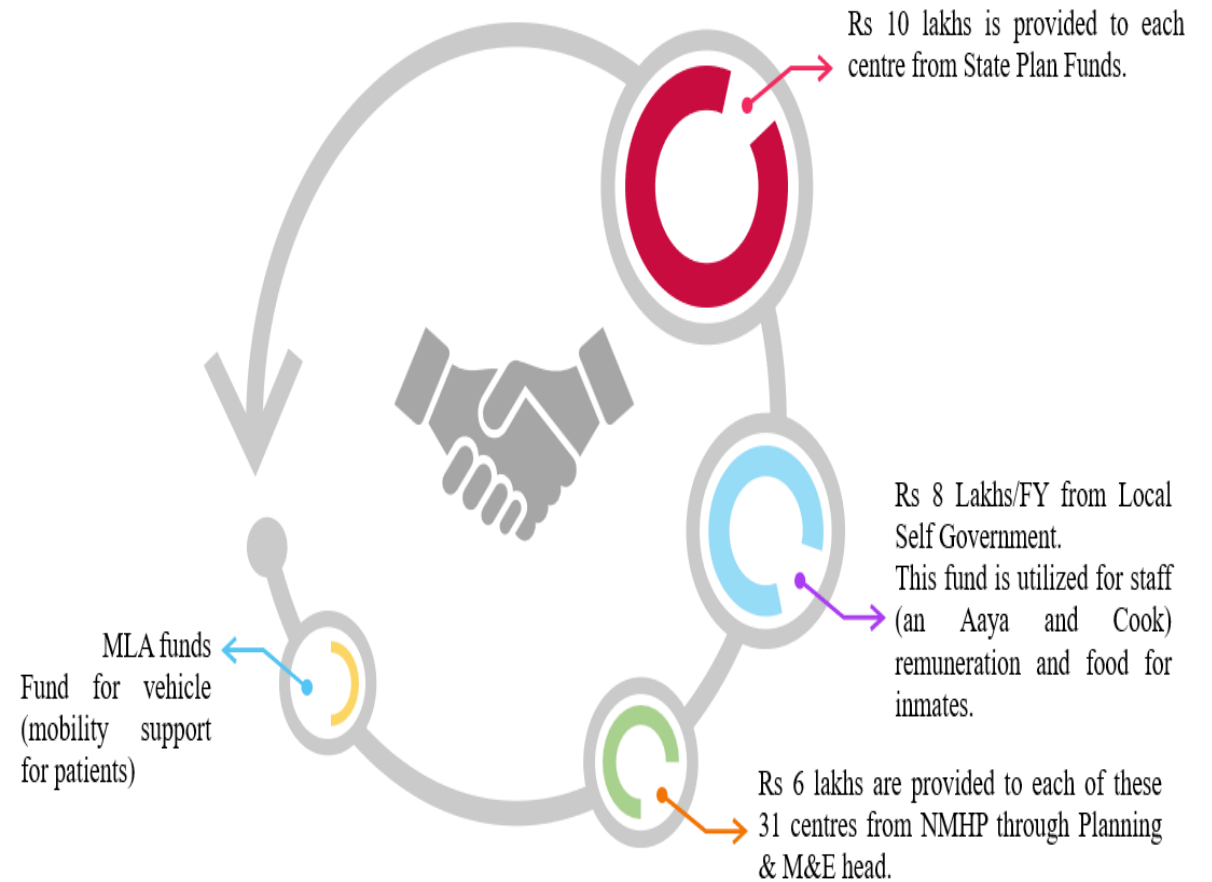 Rs 10 lakhs is provided to each
centre from State Plan Funds.
Rs 8 Lakhs/FY from Local
Self Government.
This fund is utilized for staff
(an Aaya and Cook)
remuneration and food for
inmates.
Rs 6 lakhs are provided to each of these
31 centres from NMHP through Planning
& M&E head.
MLA funds
Fund for vehicle
(mobility support
for patients)